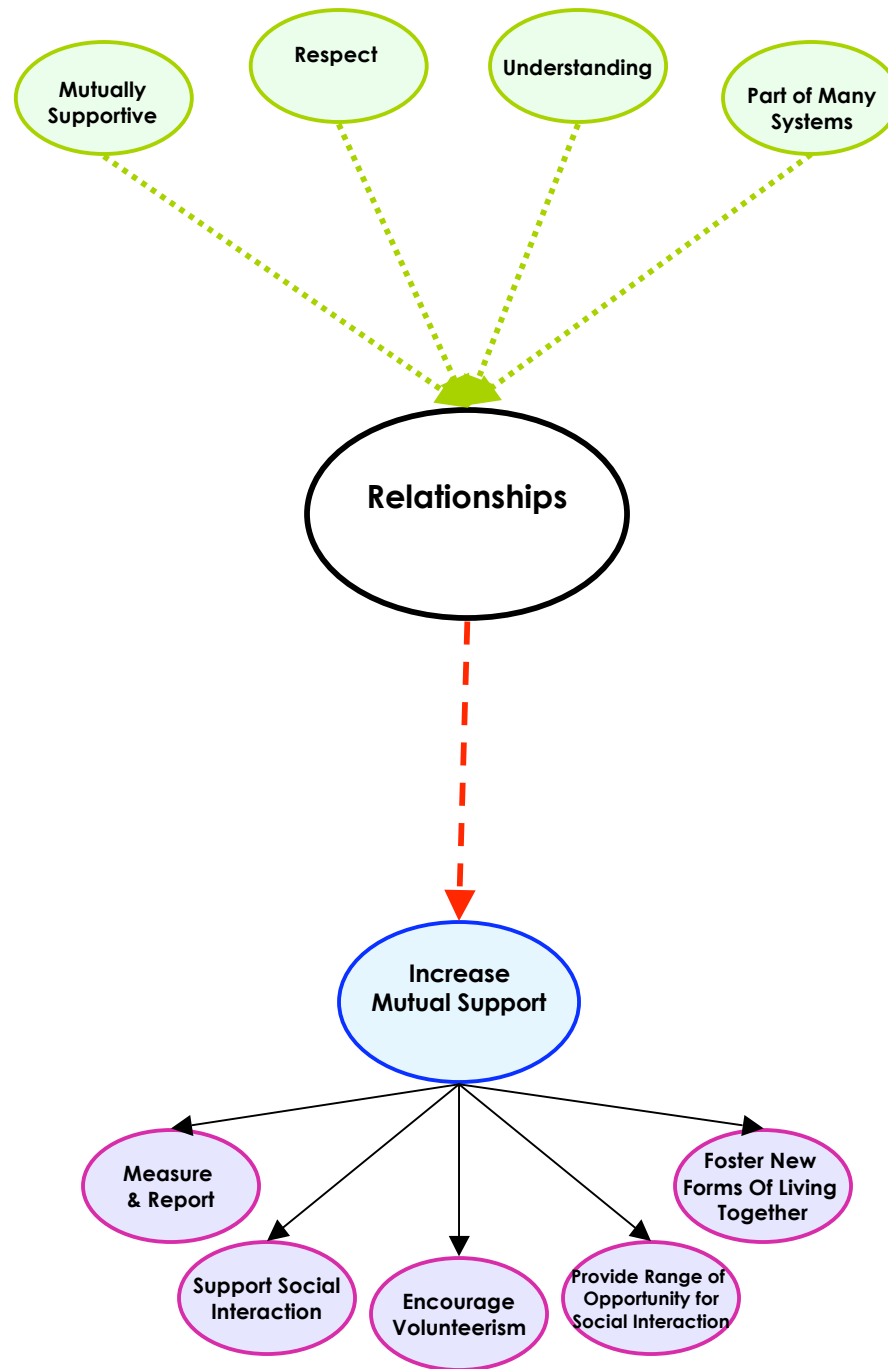 Mutually
Supportive
Respect
Understanding
Part of Many
Systems
Relationships
Increase
Mutual Support
Measure
& Report
Support Social
Interaction
Encourage
Volunteerism
Provide Range of
Opportunity for
Social Interaction
Foster New
Forms Of Living
Together